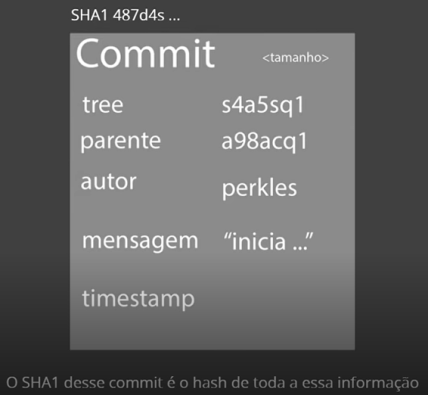 SHA1 487d4s ...
Commit <tamanho>
tree s4a5sq1
parente a98acq1
autor perkles
mensagem “inicia ...”
timestamp
O SHA1 desse commit é o hash de toda a essa informação